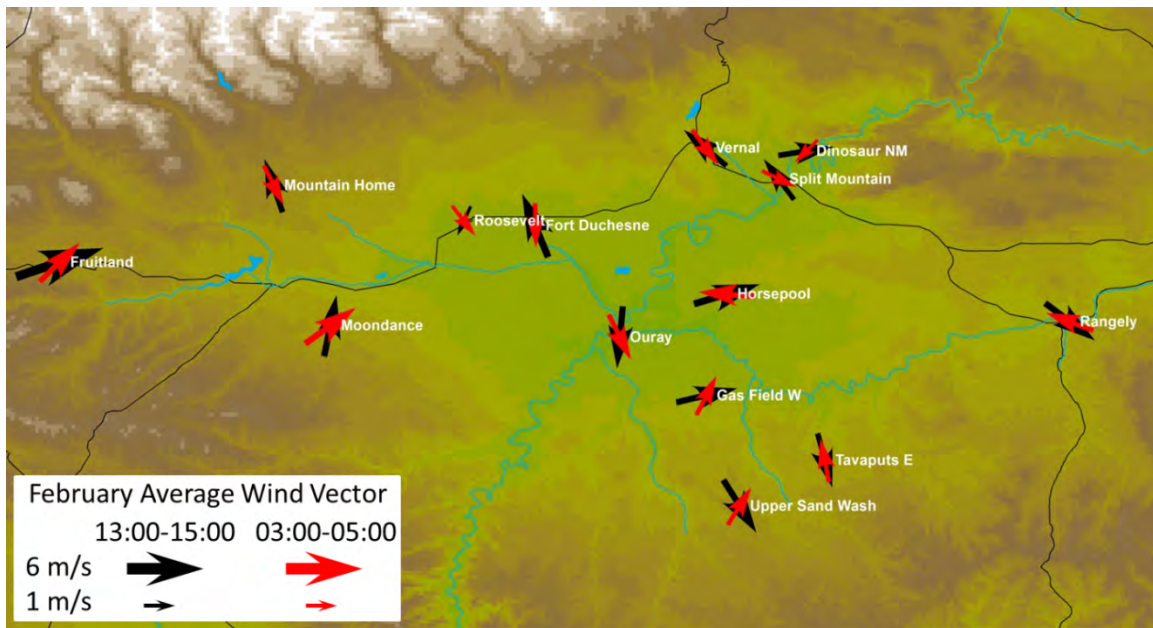 Vernal
Dinosaur NM
Split Mountain
Mountain Home
Roosevelt
Fort Duchesne
Fruitland
Horsepool
Moondance
Rangely
Ouray
Gas Field W
Tavaputs E
Upper Sand Wash
February Average Wind Vector
13:00-15:00 03:00-05:00
6 m/s
1 m/s